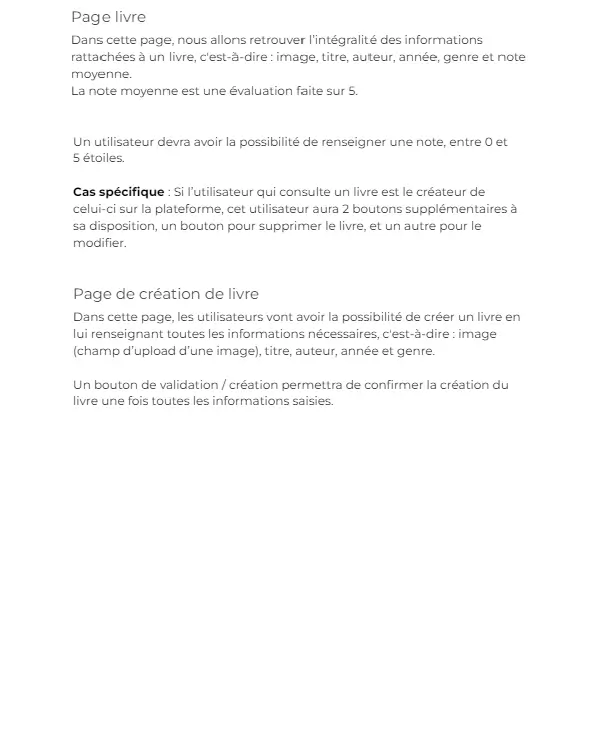 Page livre
Dans cette page, nous allons retrouver l'intégralité des informations
rattachées à un livre, c'est-à-dire : image, titre, auteur, année, genre et note
moyenne.
La note moyenne est une évaluation faite sur 5.
Un utilisateur devra avoir la possibilité de renseigner une note, entre 0 et
5 étoiles.
Cas spécifique : Si l’utilisateur qui consulte un livre est le créateur de
celui-ci sur la plateforme, cet utilisateur aura 2 boutons supplémentaires à
sa disposition, un bouton pour supprimer le livre, et un autre pour le
modifier.
Page de création de livre
Dans cette page, les utilisateurs vont avoir la possibilité de créer un livre en
lui renseignant toutes les informations nécessaires, c'est-à-dire : image
(champ d’upload d’une image), titre, auteur, année et genre.
Un bouton de validation / création permettra de confirmer la création du
livre une fois toutes les informations saisies.